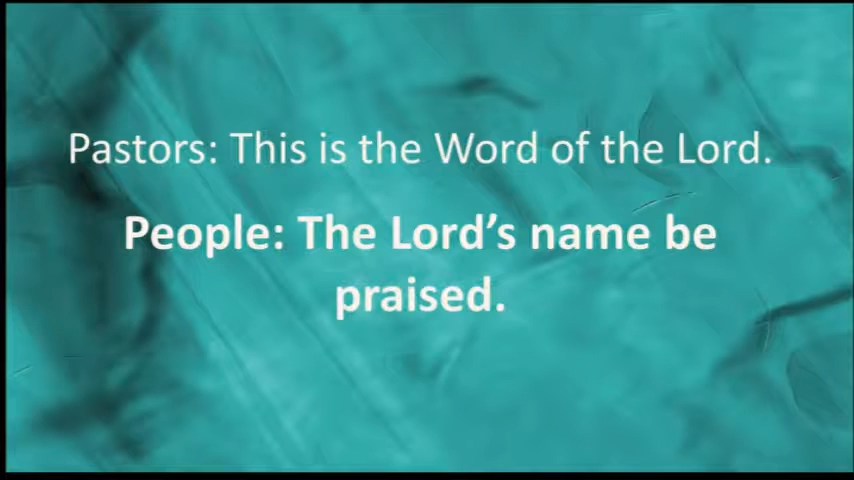 Pastors: This is the Word of the Lord.
People: The Lord’s name be
praised.